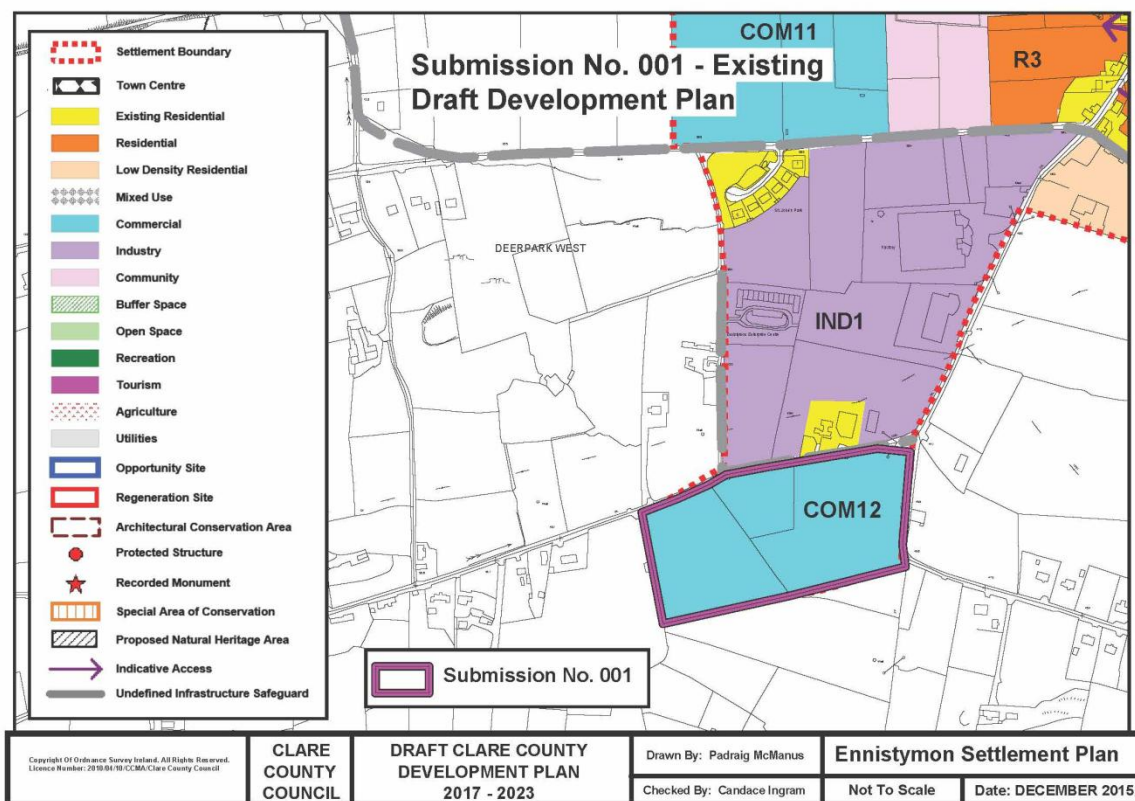 Settlement Boundary
Town Centre
Existing Residential
Residential
Low Density Residential
Mixed Use
Commercial
Industry
Community
Buffer Space
Open Space
Recreation
Tourism
Agriculture
Utilities
Opportunity Site
Regeneration Site
Architectural Conservation Area
Protected Structure
Recorded Monument
Special Area of Conservation
Proposed Natural Heritage Area
Indicative Access
Undefined Infrastructure Safeguard
Submission No. 001 - Existing
Draft Development Plan
COM11
R3
DEERPARK WEST
IND1
COM12
Submission No. 001
Copyright Of Ordnance Survey Ireland. All Rights Reserved.
Licence Number: 2010/04/10/CCMA/Clare County Council
CLARE
COUNTY
COUNCIL
DRAFT CLARE COUNTY
DEVELOPMENT PLAN
2017 - 2023
Drawn By: Padraig McManus
Checked By: Candace Ingram
Ennistymon Settlement Plan
Not To Scale
Date: DECEMBER 2015